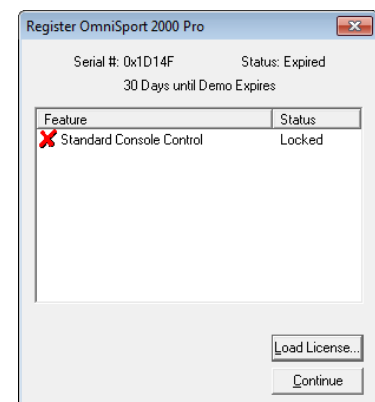 Register OmniSport 2000 Pro
Serial #: 0x1D14F Status: Expired
30 Days until Demo Expires
Feature Status
Standard Console Control Locked
Load License...
Continue